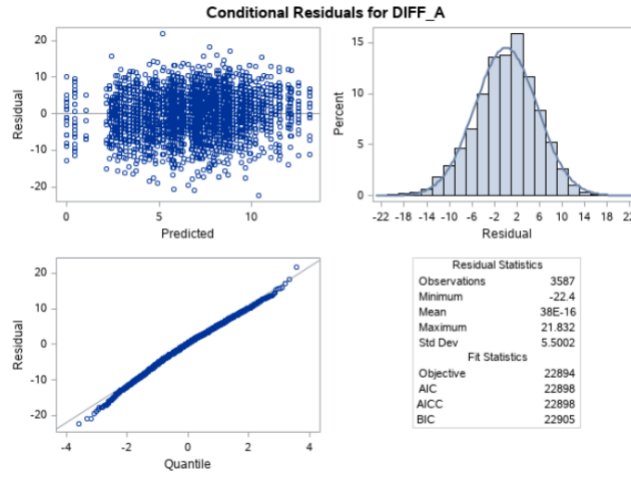 Conditional Residuals for DIFF_A
20
10
0
-10
-20
Residual
0 5 10
Predicted
15
10
5
0
Percent
-22 -18 -14 -10 -6 -2 2 6 10 14 18 22
Residual
20
10
0
-10
-20
Residual
-4 -2 0 2 4
Quantile
Residual Statistics
Observations 3587
Minimum -22.4
Mean 38E-16
Maximum 21.832
Std Dev 5.5002
Fit Statistics
Objective 22894
AIC 22898
AICC 22898
BIC 22905